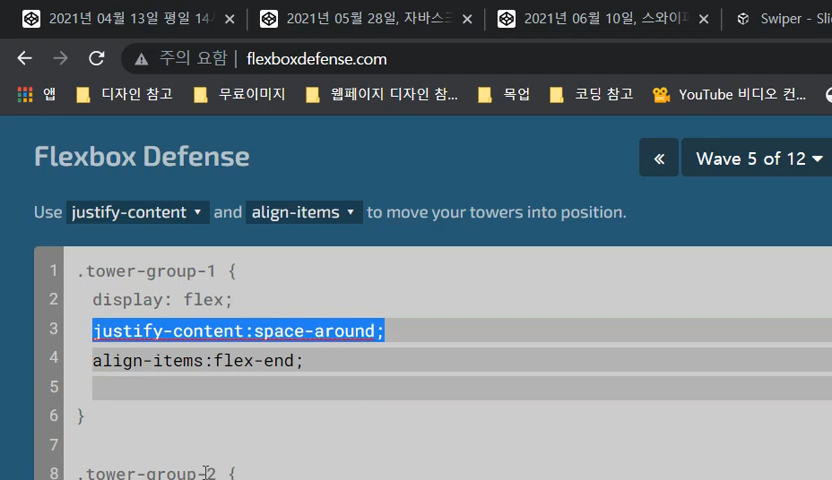 2021년 04월 13일 평일 14 2021년 05월 28일, 자바스 2021년 06월 10일, 스와이 Swiper - Sli
주의 요함 flexboxdefense.com
앱 디자인 참고 무료이미지 웹페이지 디자인 참... 목업 코딩 참고 YouTube 비디오 컨...
Flexbox Defense
« Wave 5 of 12
Use justify-content and align-items to move your towers into position.
1 .tower-group-1 {
2 display: flex;
3 justify-content:space-around;
4 align-items:flex-end;
5
6 }
7
8 .tower-group-2 {